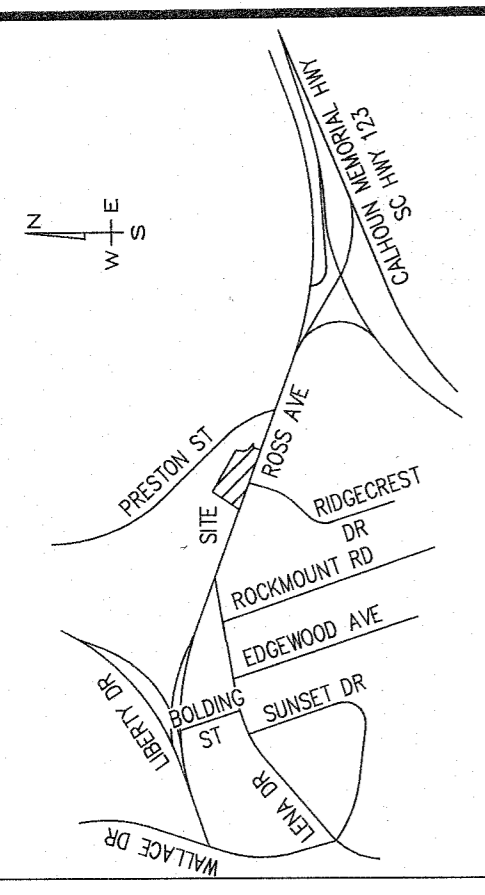 N
W E
S
CALHOUN MEMORIAL HWY
SC HWY 123
PRESTON ST
SITE
ROSS AVE
RIDGECREST
DR
ROCKMOUNT RD
EDGEWOOD AVE
LIBERTY DR
BOLDING
ST
SUNSET DR
LENA DR
WALLACE DR